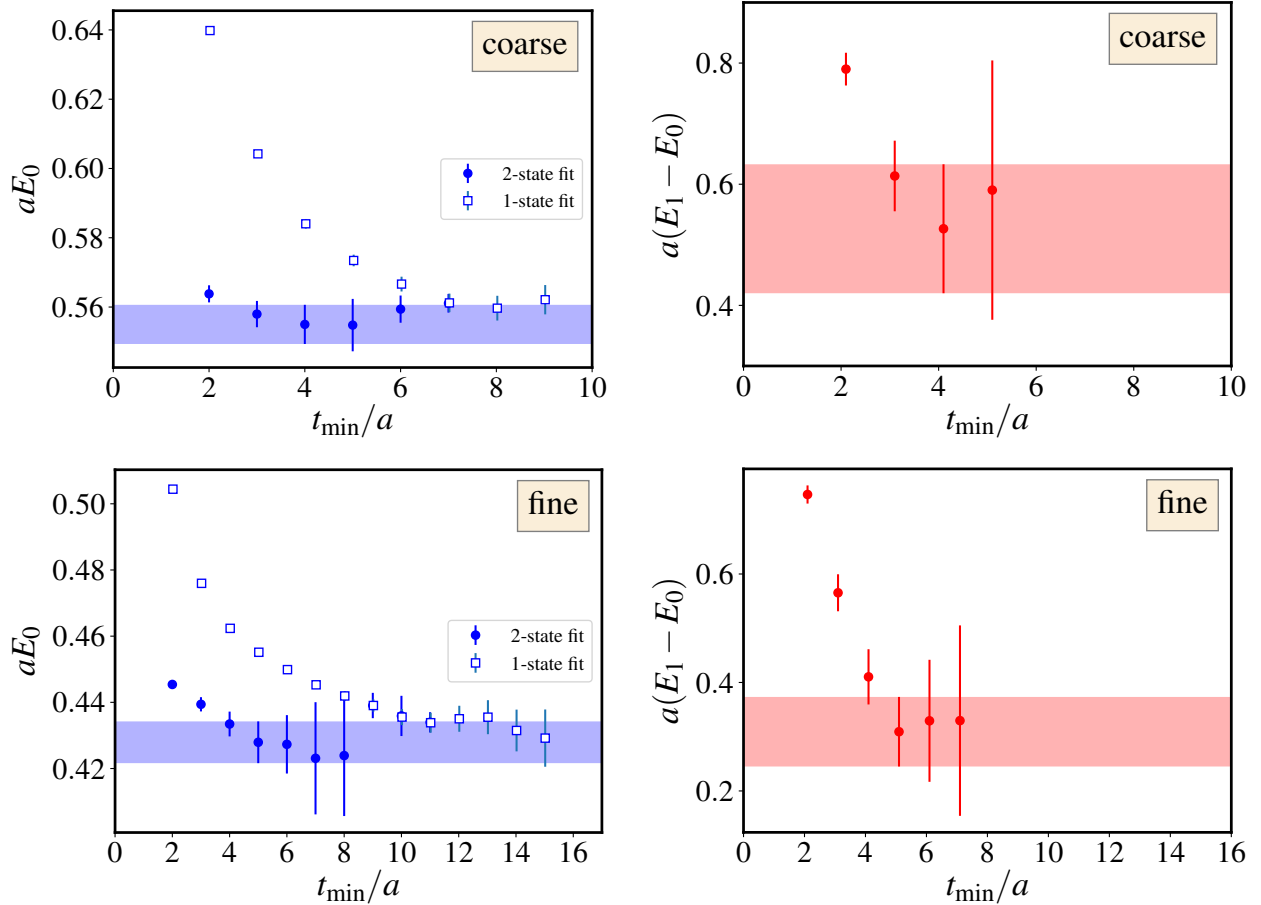 0.64
0.62
0.60
0.58
0.56
aE0
coarse
2-state fit
1-state fit
0
2
4
6
8
10
tmin/a
0.8
0.6
0.4
a(E1 − E0)
coarse
0
2
4
6
8
10
tmin/a
0.50
0.48
0.46
0.44
0.42
aE0
fine
2-state fit
1-state fit
0
2
4
6
8
10
12
14
16
tmin/a
0.6
0.4
0.2
a(E1 − E0)
fine
0
2
4
6
8
10
12
14
16
tmin/a